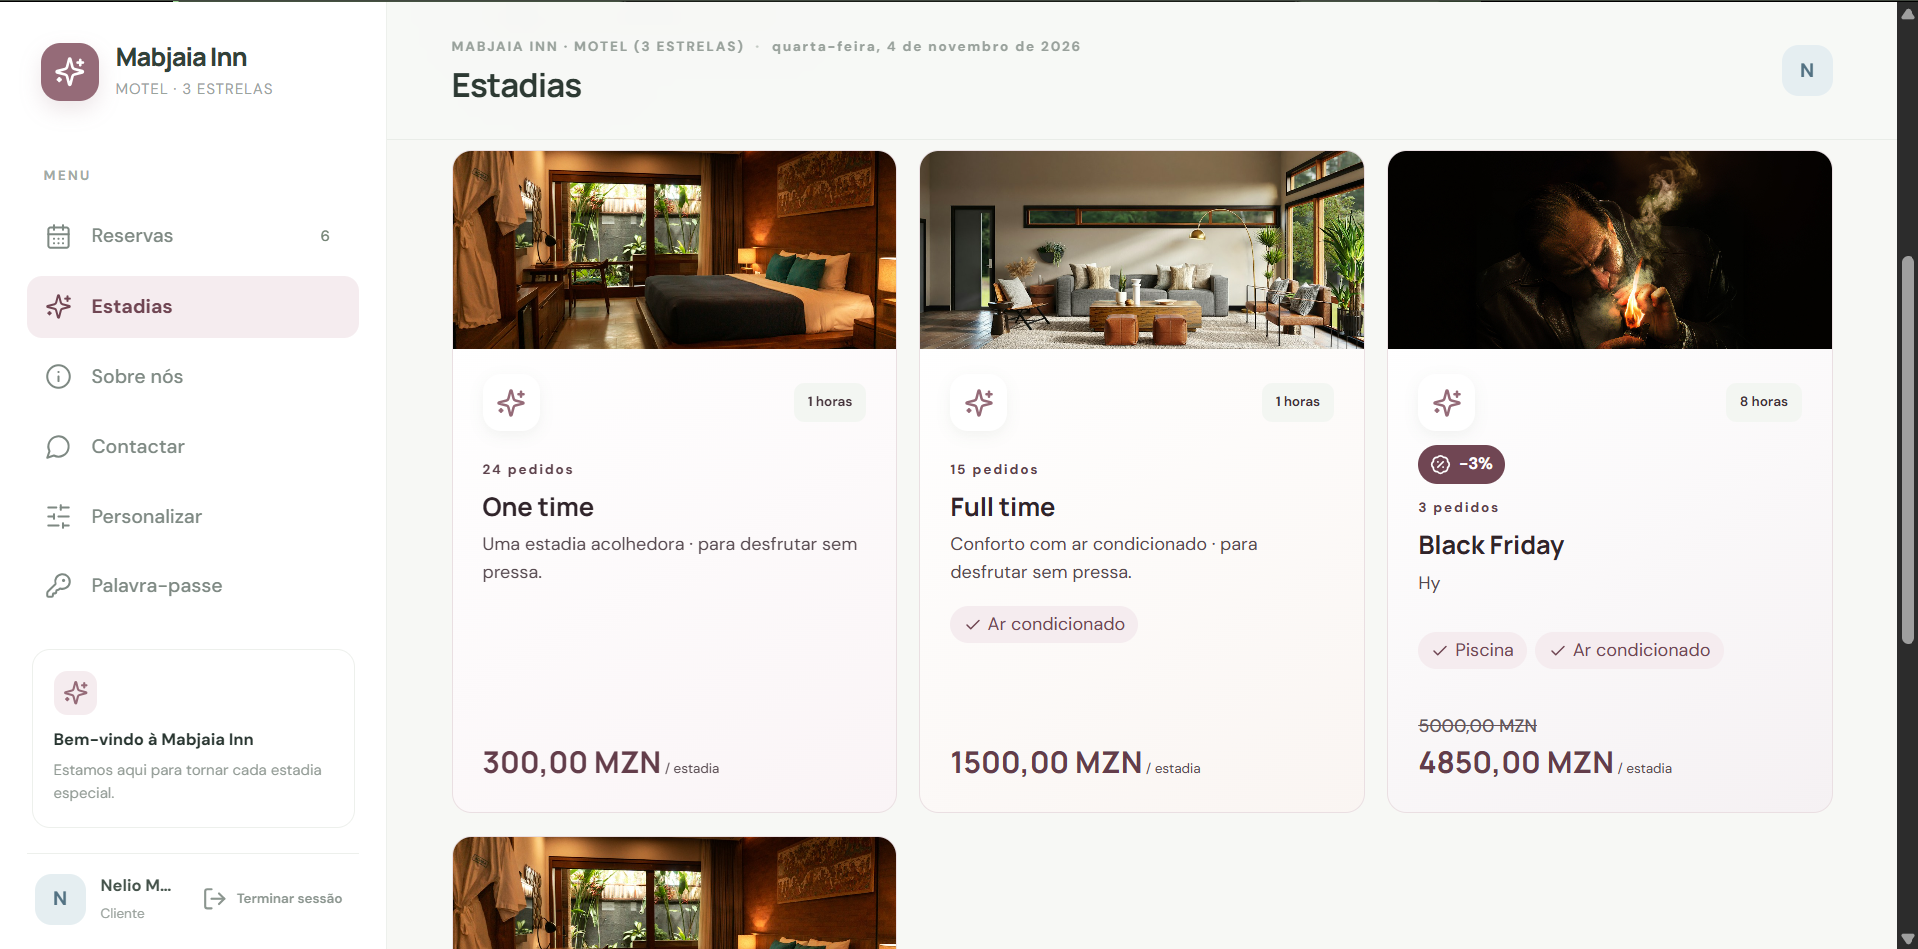 Mabjaia Inn
MOTEL · 3 ESTRELAS
MENU
Reservas 6
Estadias
Sobre nós
Contactar
Personalizar
Palavra-passe
Bem-vindo à Mabjaia Inn
Estamos aqui para tornar cada estadia
especial.
N
Nelio M...
Cliente
Terminar sessão
MABJAIA INN · MOTEL (3 ESTRELAS) · quarta-feira, 4 de novembro de 2026
Estadias
N
1 horas
24 pedidos
One time
Uma estadia acolhedora · para desfrutar sem
pressa.
300,00 MZN / estadia
1 horas
15 pedidos
Full time
Conforto com ar condicionado · para
desfrutar sem pressa.
Ar condicionado
1500,00 MZN / estadia
8 horas
−3%
3 pedidos
Black Friday
Hy
Piscina Ar condicionado
5000,00 MZN
4850,00 MZN / estadia